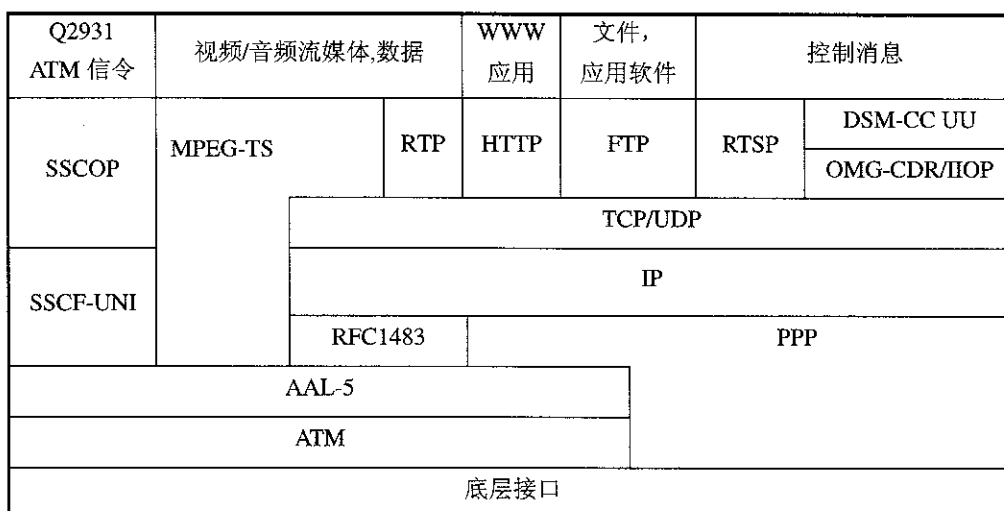 Q2931
ATM 信令
视频/音频流媒体,数据
WWW
应用
文件，
应用软件
控制消息
SSCOP
MPEG-TS
RTP
HTTP
FTP
RTSP
DSM-CC UU
OMG-CDR/IIOP
TCP/UDP
SSCF-UNI
IP
RFC1483
PPP
AAL-5
ATM
底层接口